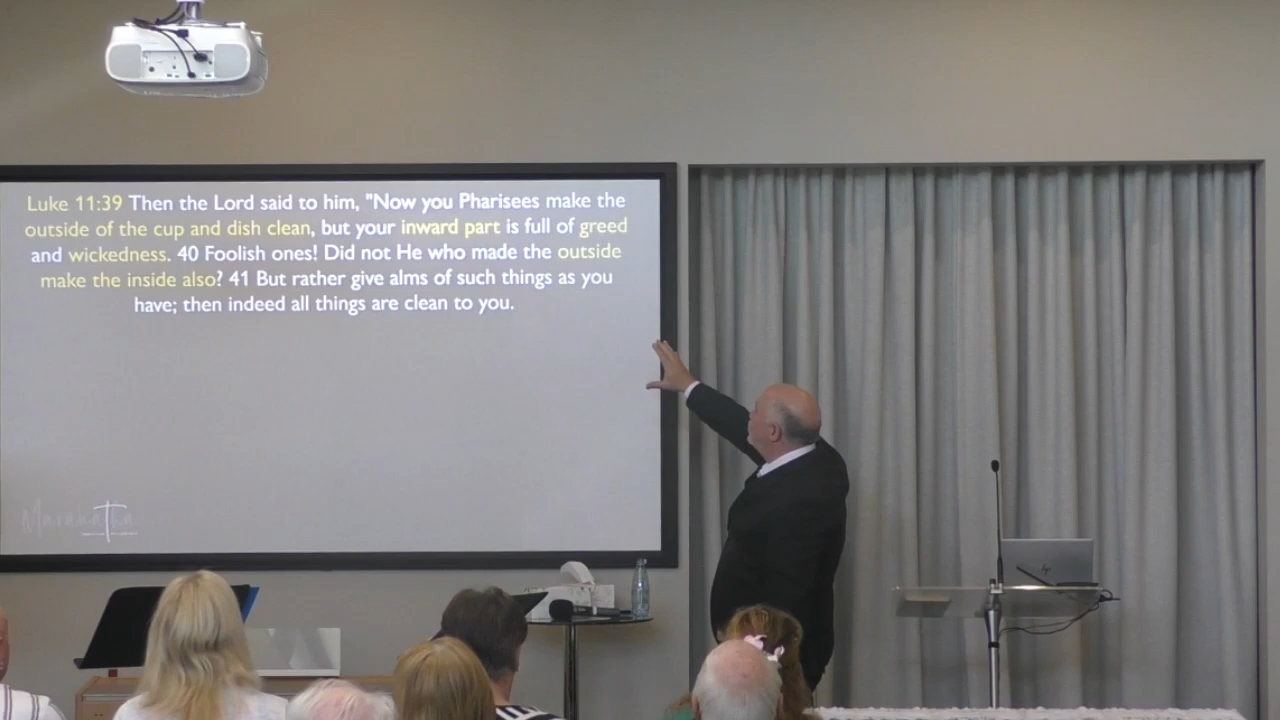 Luke 11:39 Then the Lord said to him, "Now you Pharisees make the
outside of the cup and dish clean, but your inward part is full of greed
and wickedness. 40 Foolish ones! Did not He who made the outside
make the inside also? 41 But rather give alms of such things as you
have; then indeed all things are clean to you.
Maranatha
hp